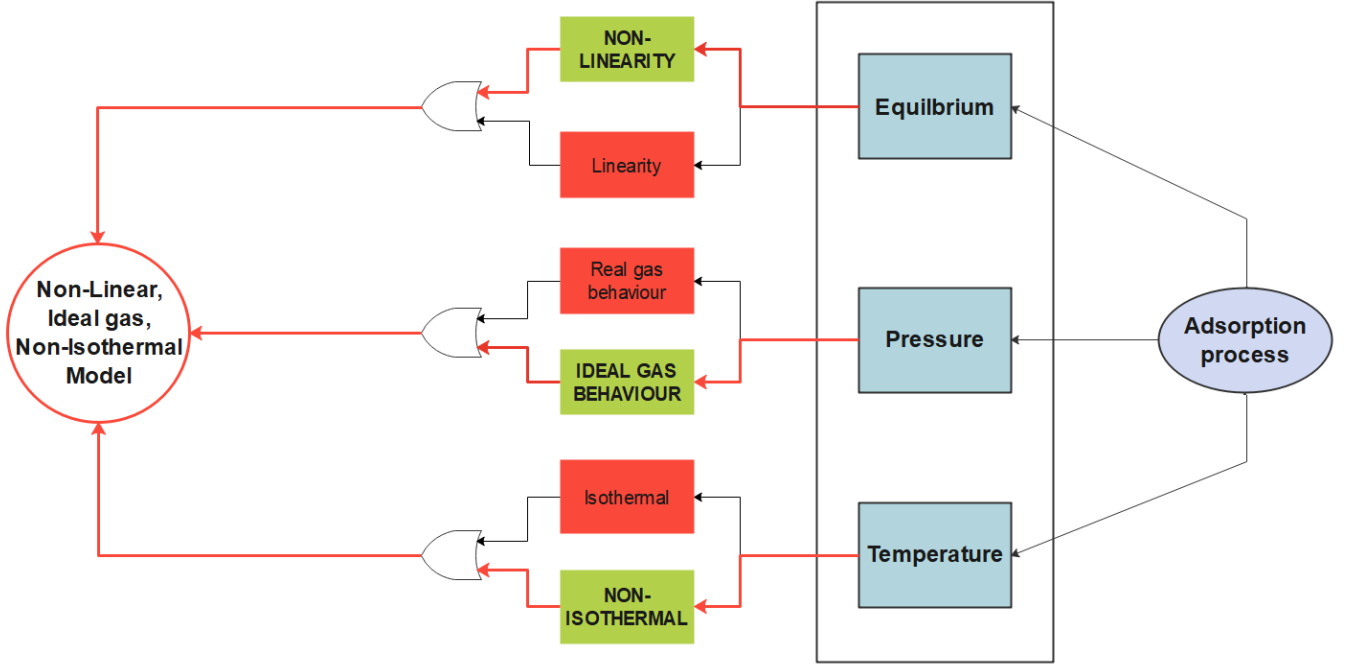 NON-
LINEARITY
Equilbrium
Linearity
Real gas
behaviour
Non-Linear,
Ideal gas,
Non-Isothermal
Model
Pressure
Adsorption
process
IDEAL GAS
BEHAVIOUR
Isothermal
Temperature
NON-
ISOTHERMAL